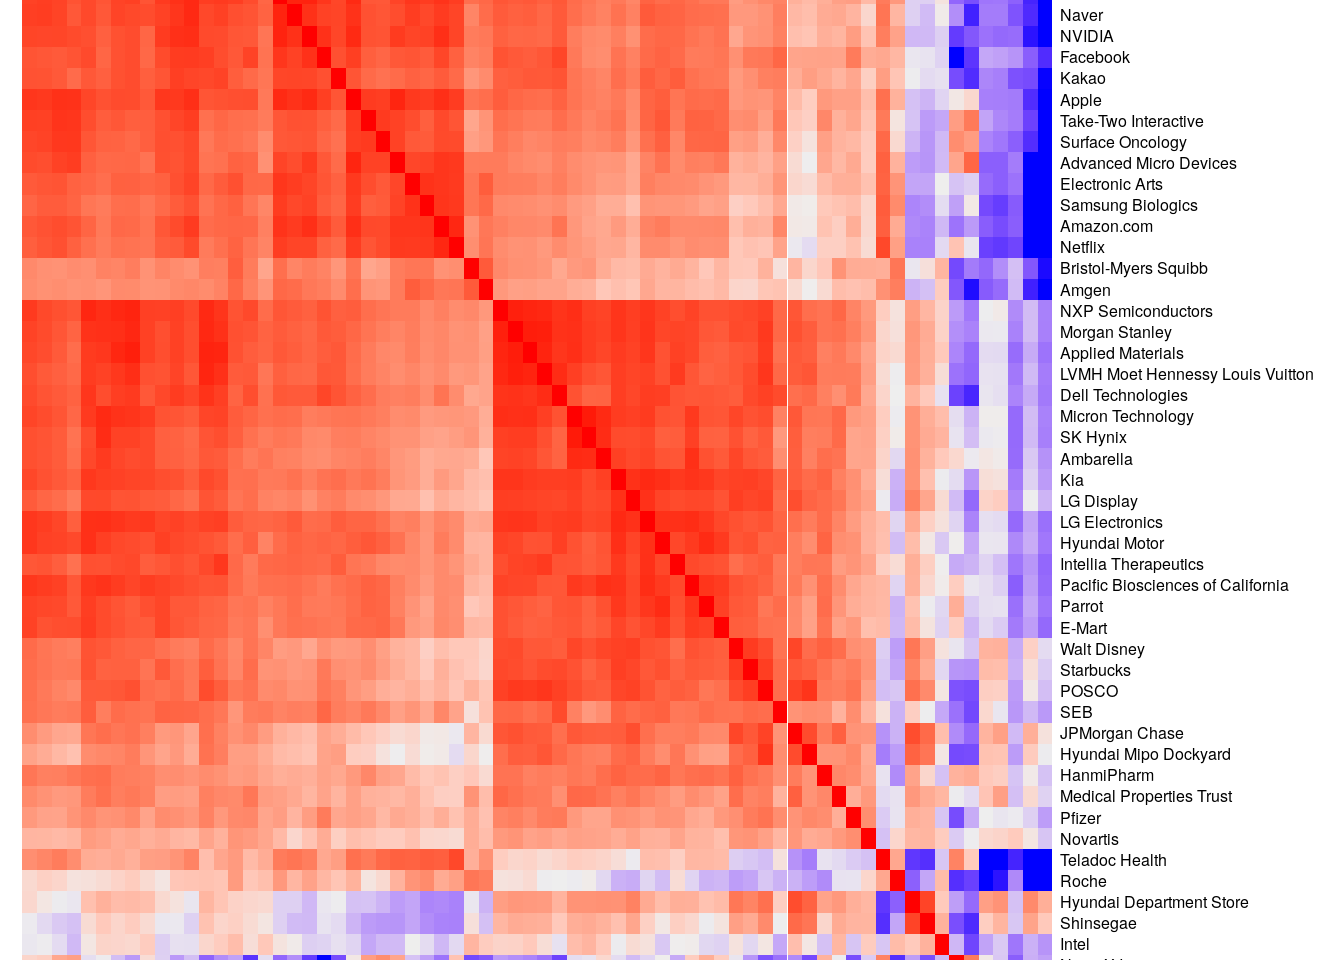 Naver
NVIDIA
Facebook
Kakao
Apple
Take-Two Interactive
Surface Oncology
Advanced Micro Devices
Electronic Arts
Samsung Biologics
Amazon.com
Netflix
Bristol-Myers Squibb
Amgen
NXP Semiconductors
Morgan Stanley
Applied Materials
LVMH Moet Hennessy Louis Vuitton
Dell Technologies
Micron Technology
SK Hynix
Ambarella
Kia
LG Display
LG Electronics
Hyundai Motor
Intellia Therapeutics
Pacific Biosciences of California
Parrot
E-Mart
Walt Disney
Starbucks
POSCO
SEB
JPMorgan Chase
Hyundai Mipo Dockyard
HanmiPharm
Medical Properties Trust
Pfizer
Novartis
Teladoc Health
Roche
Hyundai Department Store
Shinsegae
Intel